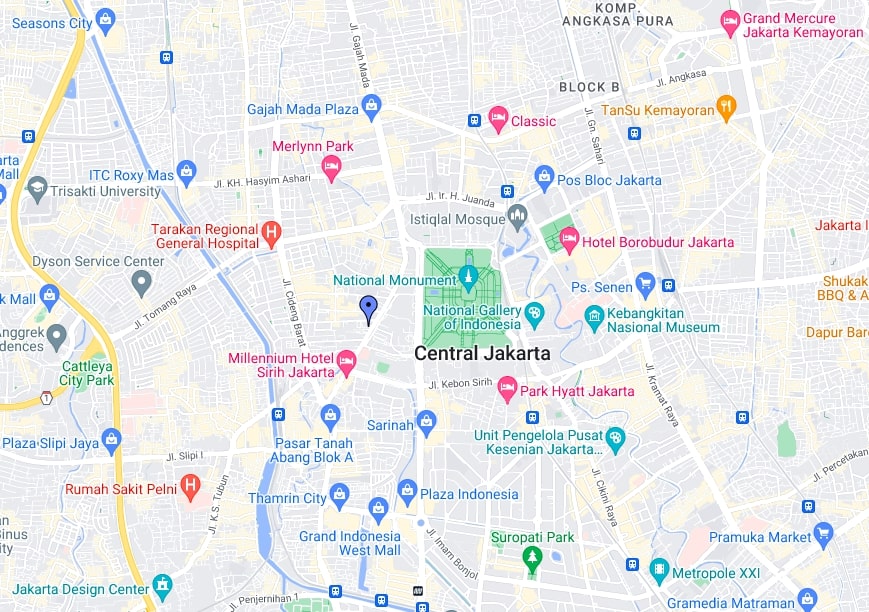 KOMP.
ANGKASA PURA
Grand Mercure
Jakarta Kemayoran
Seasons City
Jl. Gajah Mada
Jl. Angkasa
BLOCK B
Gajah Mada Plaza
TanSu Kemayoran
Classic
Jl. Gn. Sahari
Merlynn Park
arta
Mall
ITC Roxy Mas
Jl. KH. Hasyim Ashari
Pos Bloc Jakarta
Trisakti University
Jl. Ir. H. Juanda
Istiqlal Mosque
Tarakan Regional
General Hospital
Jakarta I
Hotel Borobudur Jakarta
Dyson Service Center
National Monument
Ps. Senen
Shukak
BBQ & A
k Mall
Jl. Tomang Raya
Jl. Cideng Barat
National Gallery
of Indonesia
Kebangkitan
Nasional Museum
Anggrek
dences
Dapur Bar
Central Jakarta
Millennium Hotel
Sirih Jakarta
Cattleya
City Park
Jl. Kebon Sirih
Park Hyatt Jakarta
Jl. Kramat Raya
1
Sarinah
Plaza Slipi Jaya
Pasar Tanah
Abang Blok A
Unit Pengelola Pusat
Kesenian Jakarta...
Jl. Slipi I
Jl. Percetakan
Rumah Sakit Pelni
Jl. K.S. Tubun
Thamrin City
Plaza Indonesia
Jl. Cikini Raya
Grand Indonesia
West Mall
Suropati Park
Pramuka Market
an Sinus
ity
Jl. Imam Bonjol
Jakarta Design Center
Metropole XXI
Jl. Penjernihan 1
Gramedia Matraman